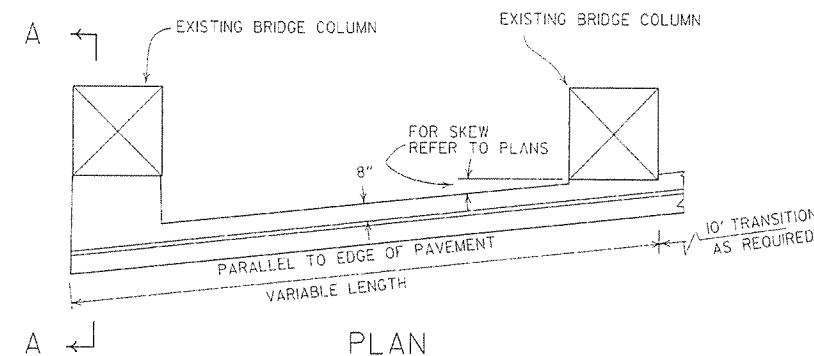 A
EXISTING BRIDGE COLUMN
EXISTING BRIDGE COLUMN
FOR SKEW
REFER TO PLANS
8"
10' TRANSITION
AS REQUIRED
PARALLEL TO EDGE OF PAVEMENT
VARIABLE LENGTH
A
PLAN